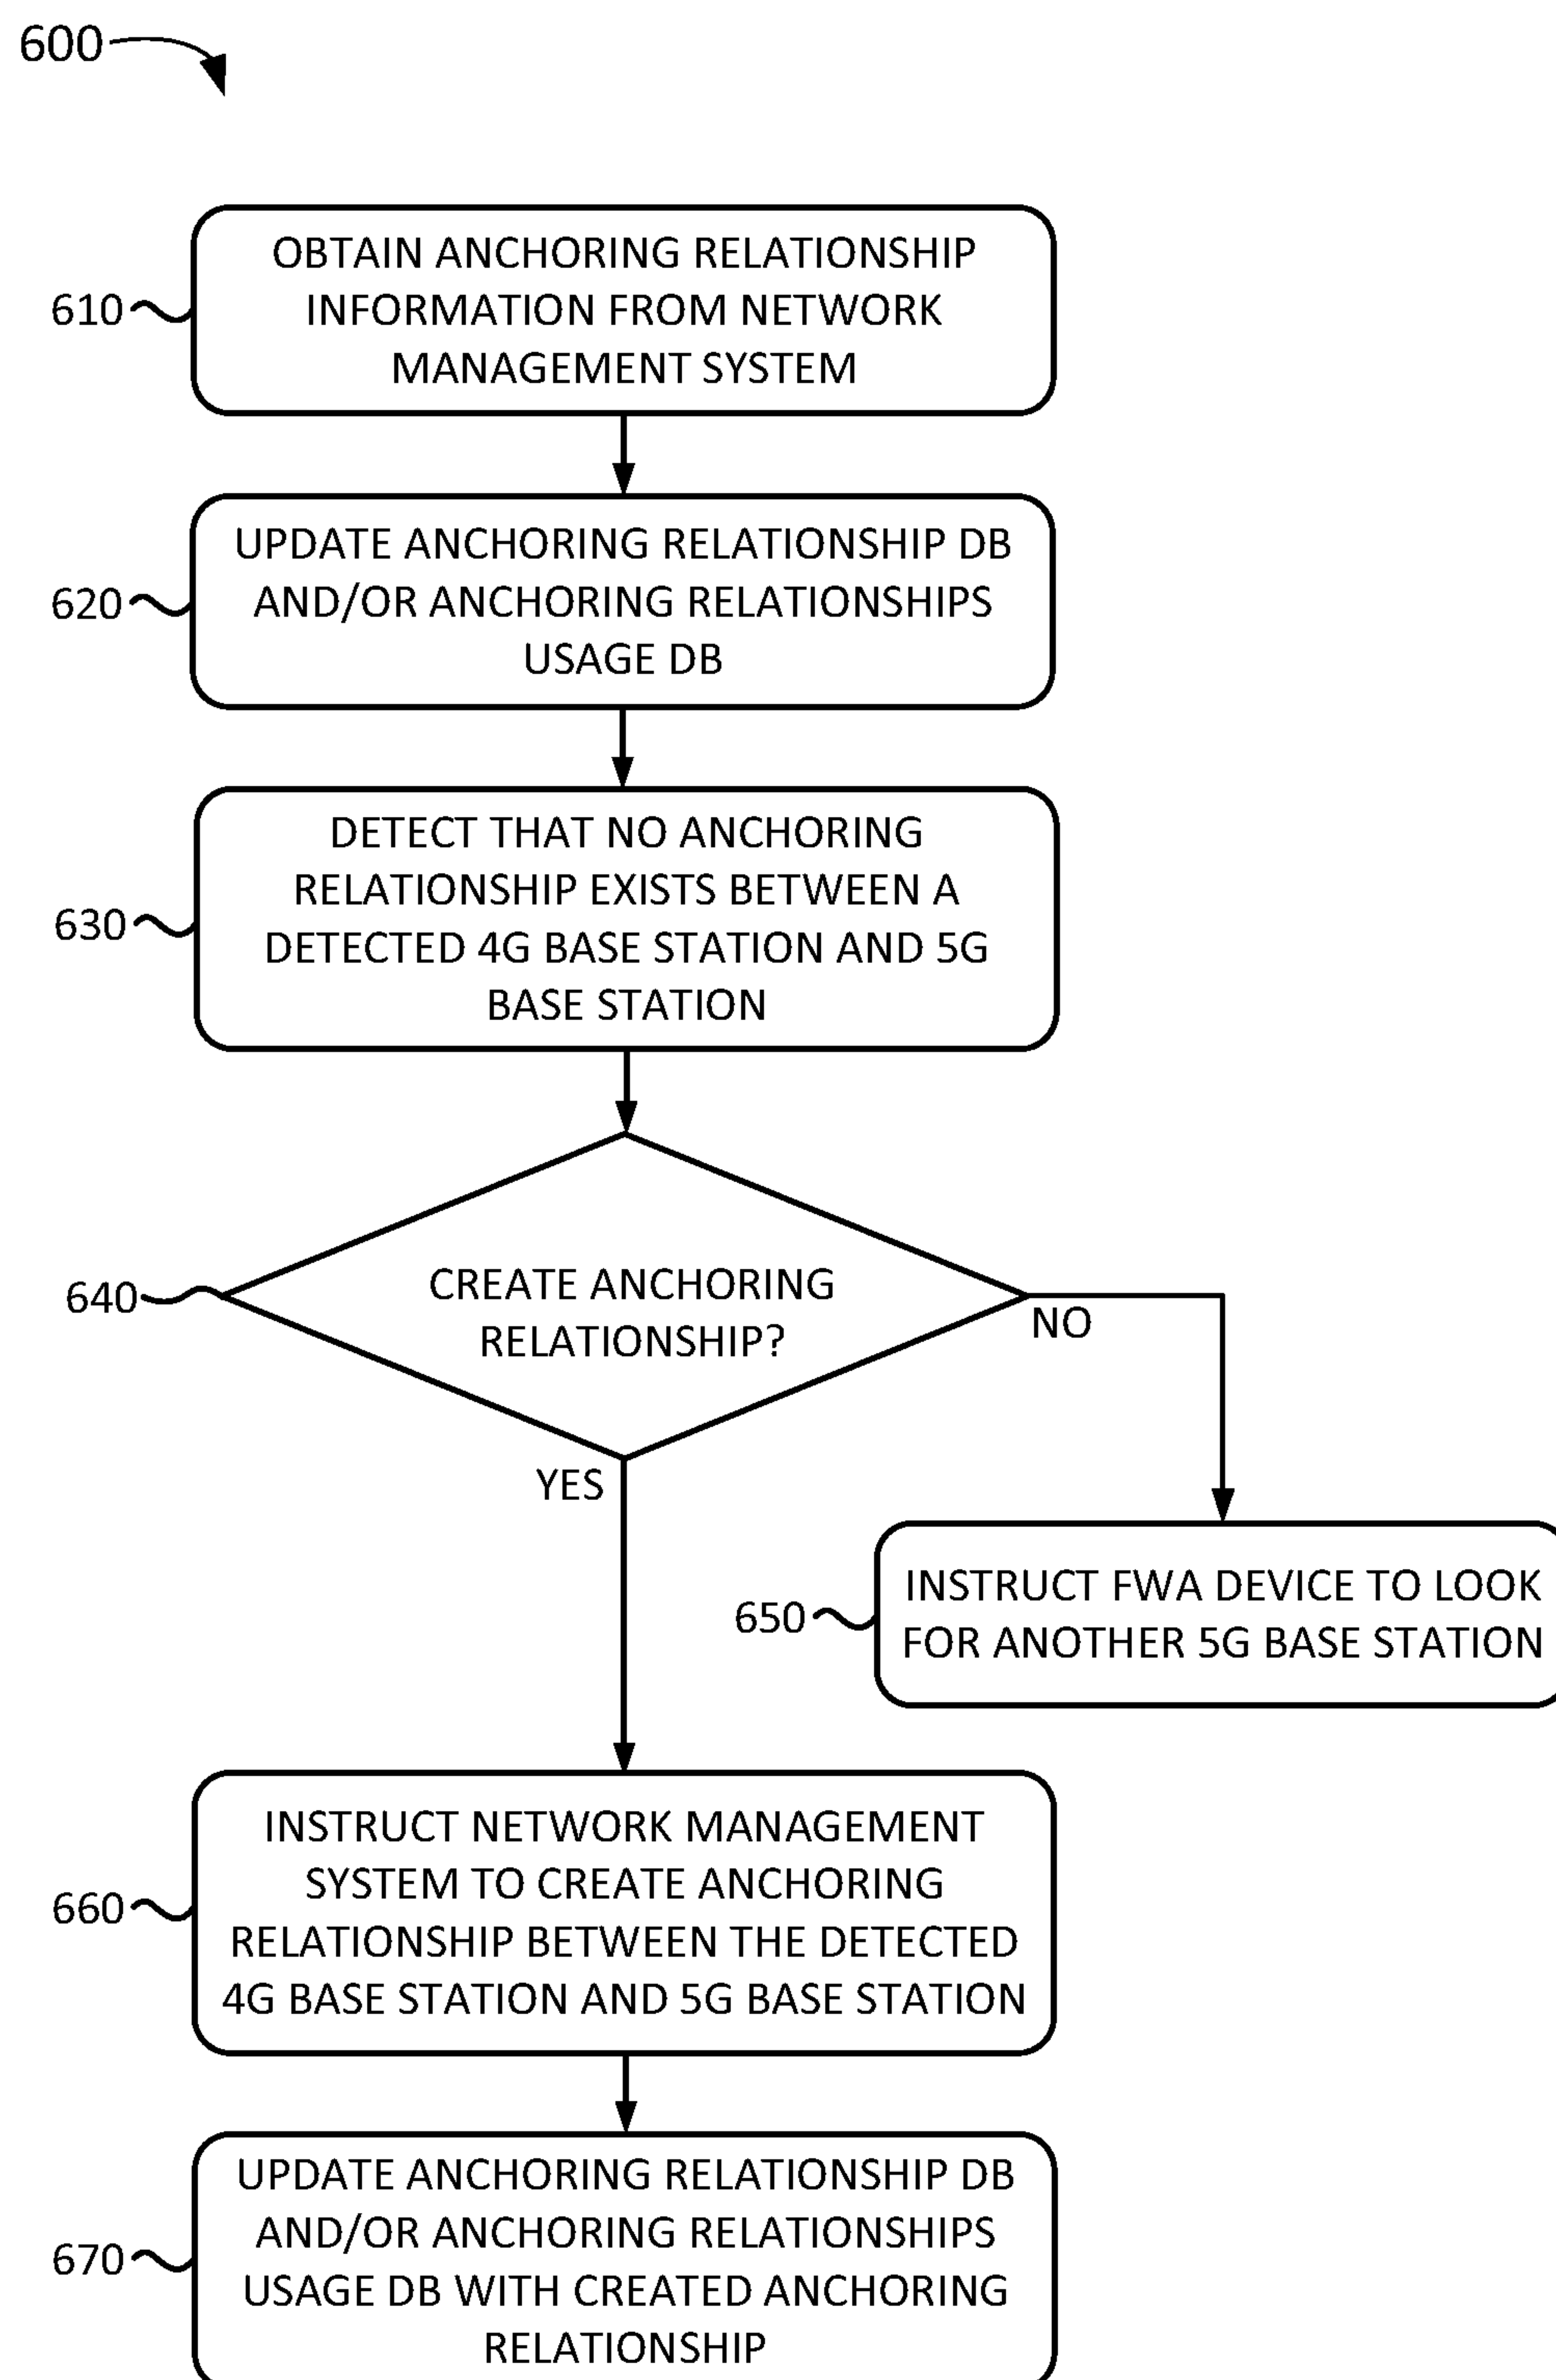 600
610
OBTAIN ANCHORING RELATIONSHIP
INFORMATION FROM NETWORK
MANAGEMENT SYSTEM
620
UPDATE ANCHORING RELATIONSHIP DB
AND/OR ANCHORING RELATIONSHIPS
USAGE DB
630
DETECT THAT NO ANCHORING
RELATIONSHIP EXISTS BETWEEN A
DETECTED 4G BASE STATION AND 5G
BASE STATION
640
CREATE ANCHORING
RELATIONSHIP?
NO
YES
650
INSTRUCT FWA DEVICE TO LOOK
FOR ANOTHER 5G BASE STATION
660
INSTRUCT NETWORK MANAGEMENT
SYSTEM TO CREATE ANCHORING
RELATIONSHIP BETWEEN THE DETECTED
4G BASE STATION AND 5G BASE STATION
670
UPDATE ANCHORING RELATIONSHIP DB
AND/OR ANCHORING RELATIONSHIPS
USAGE DB WITH CREATED ANCHORING
RELATIONSHIP